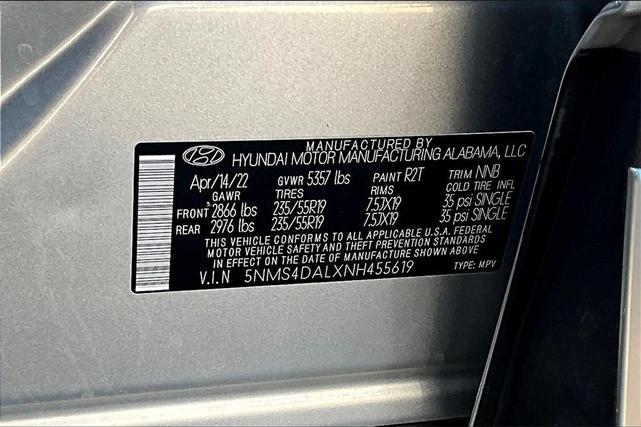 MANUFACTURED BY
HYUNDAI MOTOR MANUFACTURING ALABAMA, LLC
Apr/14/22 GVWR 5357 lbs PAINT R2T TRIM NNB
GAWR TIRES RIMS COLD TIRE INFL
FRONT 2866 lbs 235/55R19 7.5JX19 35 psi SINGLE
REAR 2976 lbs 235/55R19 7.5JX19 35 psi SINGLE
THIS VEHICLE CONFORMS TO ALL APPLICABLE U.S.A. FEDERAL
MOTOR VEHICLE SAFETY AND THEFT PREVENTION STANDARDS
IN EFFECT ON THE DATE OF MANUFACTURE SHOWN ABOVE
V.I.N 5NMS4DALXNH455619 TYPE: MPV